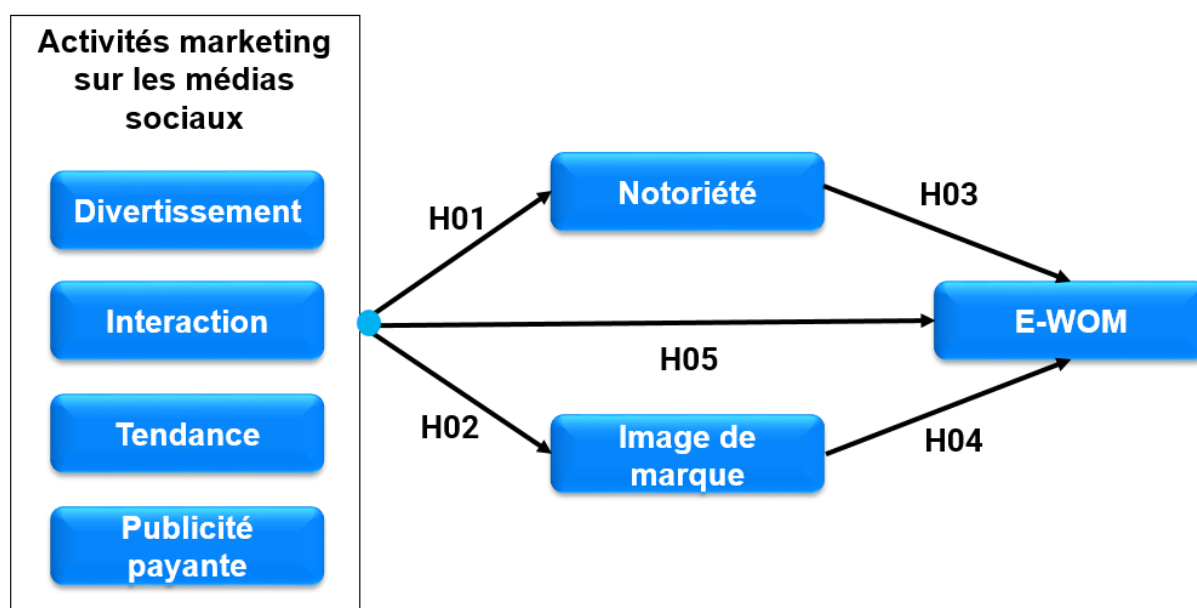 Activités marketing
sur les médias
sociaux
Divertissement
Interaction
Tendance
Publicité
payante
H01
H02
H05
Notoriété
Image de
marque
H03
H04
E-WOM